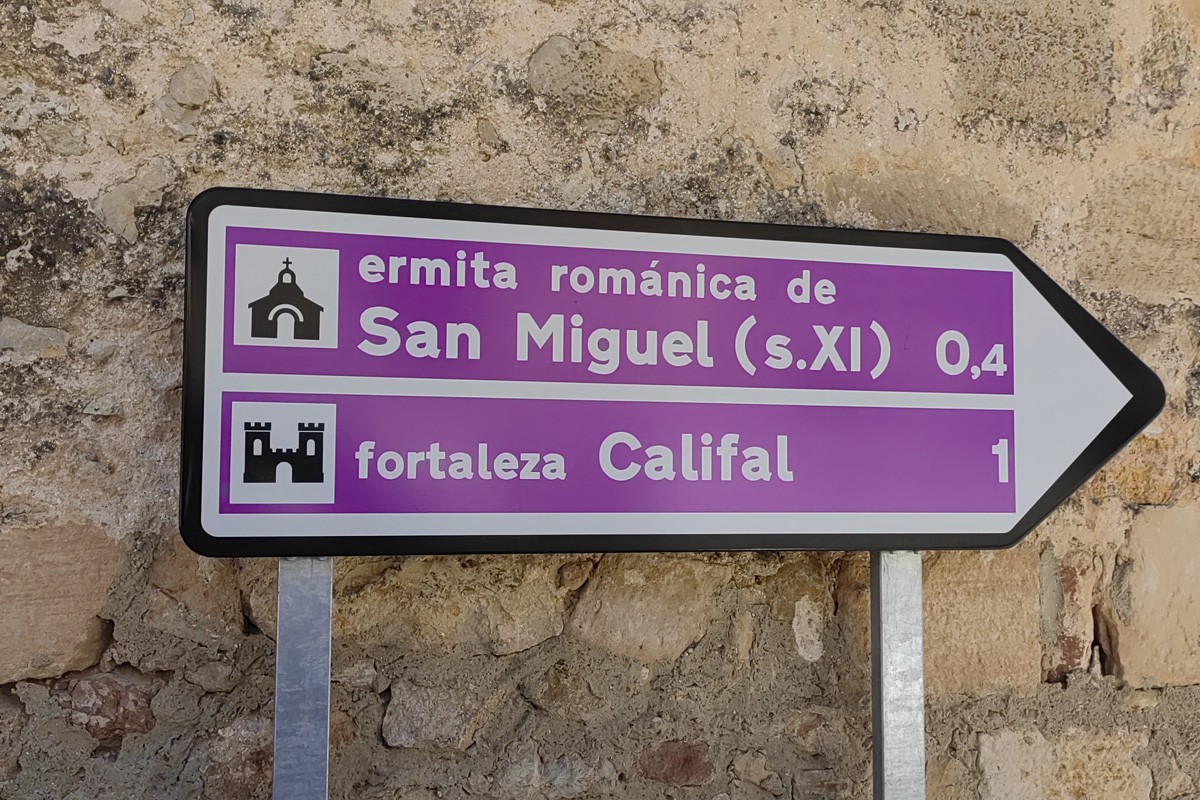 ermita románica de
San Miguel (s.XI) 0,4
fortaleza Califal 1